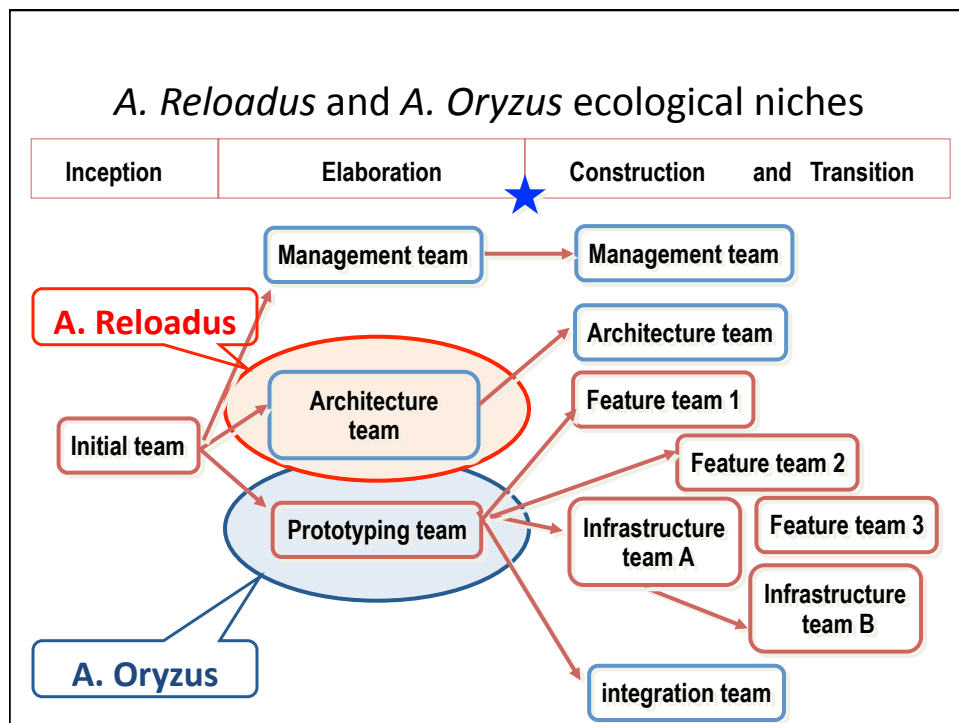 A. Reloadus and A. Oryzus ecological niches
Inception
Elaboration
Construction and Transition
Management team
Management team
A. Reloadus
Architecture team
Architecture
team
Feature team 1
Initial team
Feature team 2
Prototyping team
Infrastructure
team A
Feature team 3
Infrastructure
team B
A. Oryzus
integration team